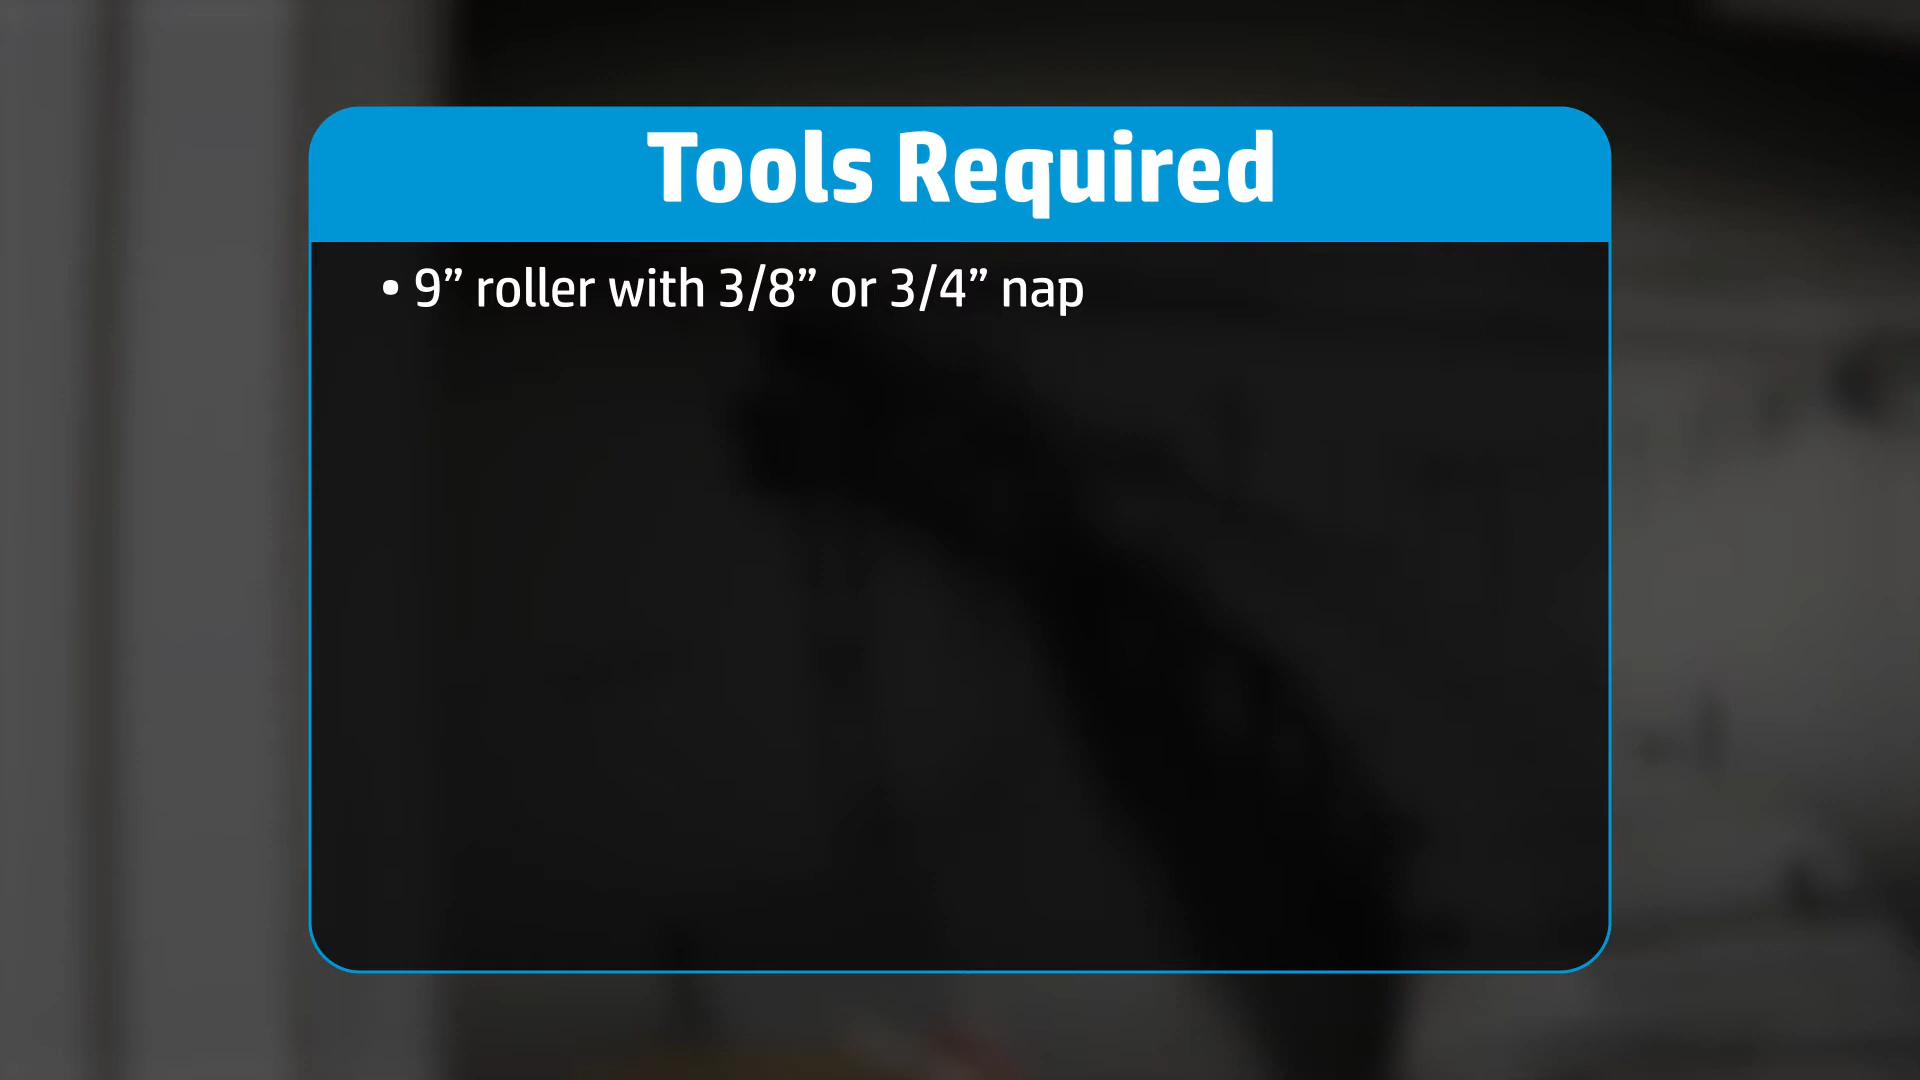 Tools Required
• 9” roller with 3/8” or 3/4” nap